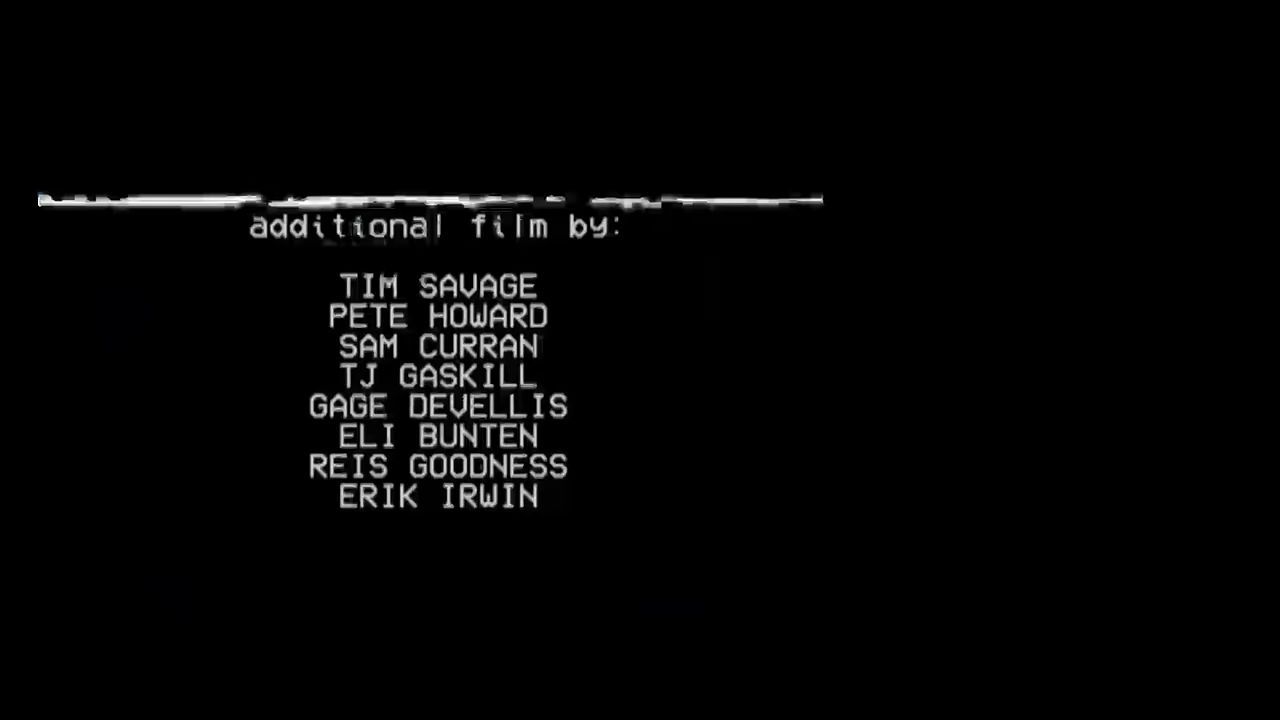 additional film by:
TIM SAVAGE
PETE HOWARD
SAM CURRAN
TJ GASKILL
GAGE DEVELLIS
ELI BUNTEN
REIS GOODNESS
ERIK IRWIN